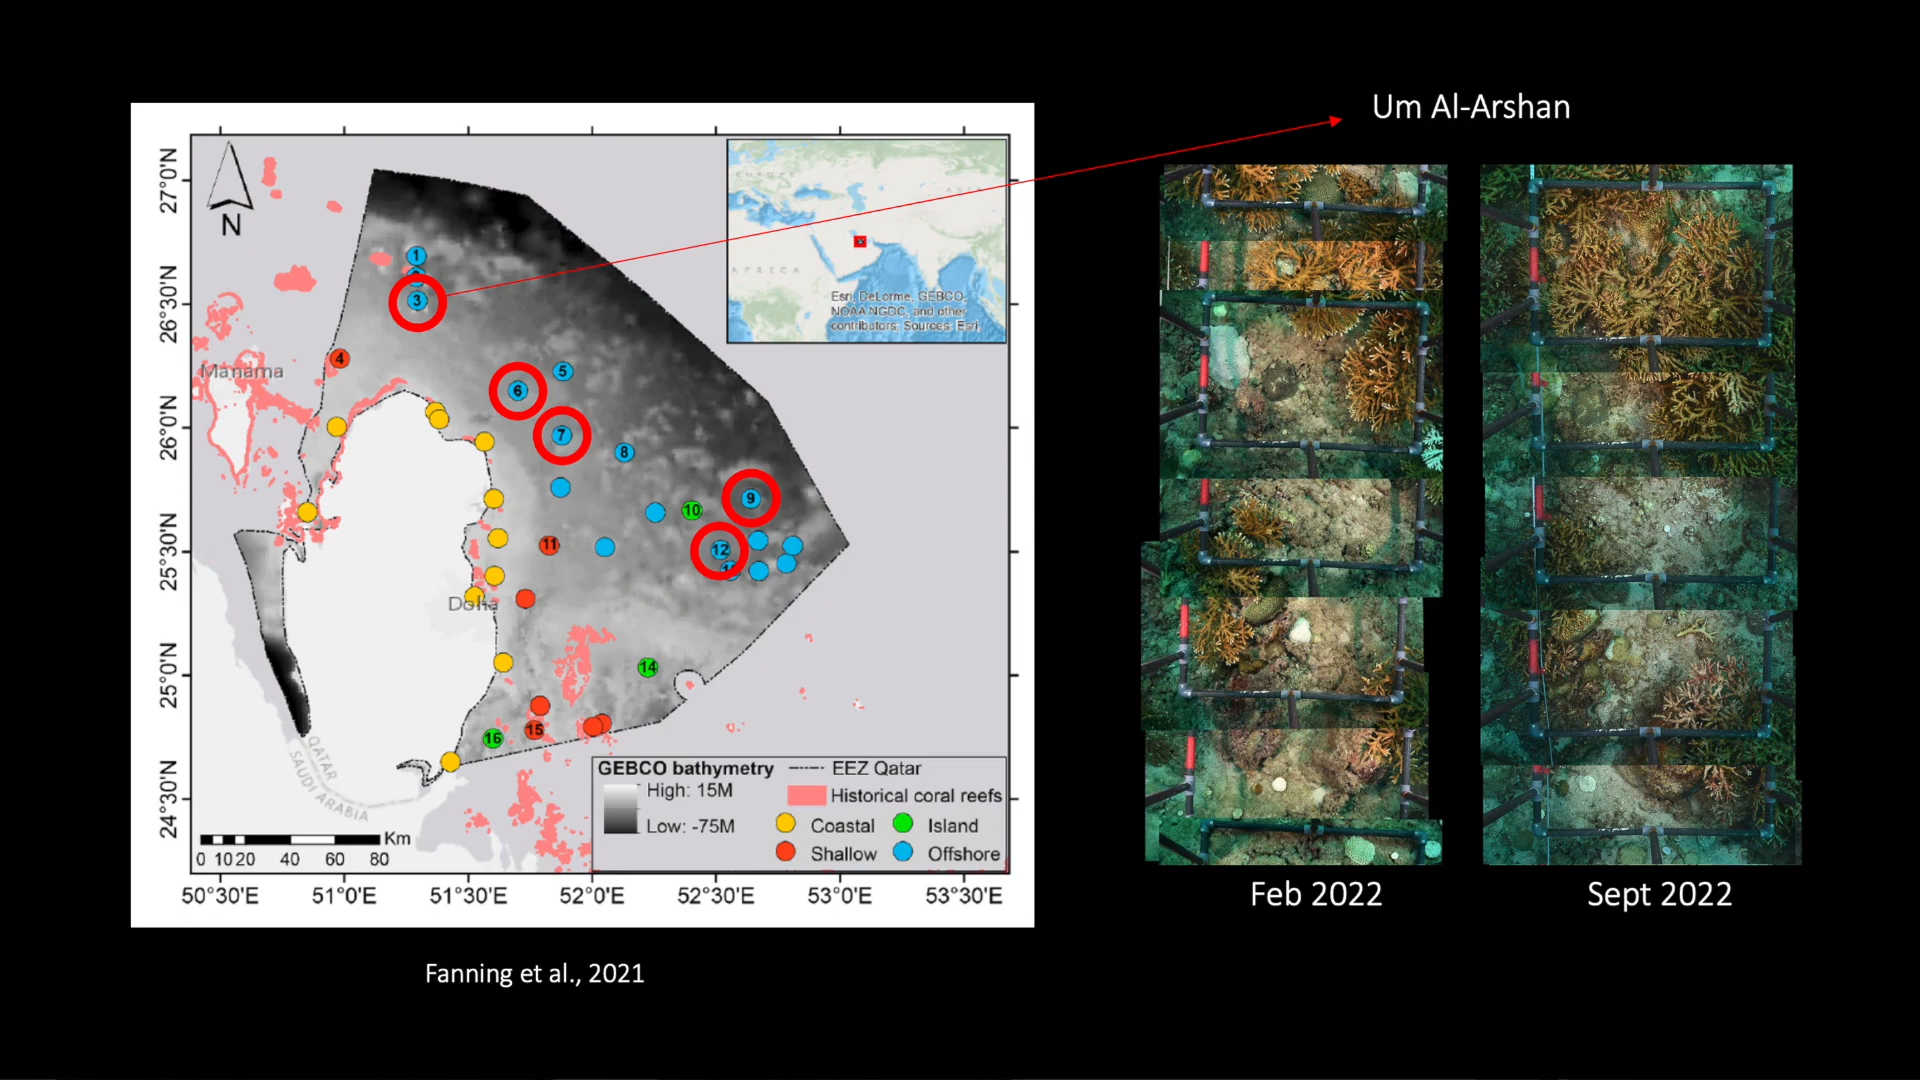 Um Al-Arshan
27°0'N
26°30'N
26°0'N
25°30'N
25°0'N
24°30'N
N
EUROPE
ASIA
AFRICA
Esri, DeLorme, GEBCO,
NOAA NGDC, and other
contributors, Sources: Esri
1
3
4
Manama
5
6
7
8
9
10
11
12
Doha
14
15
16
QATAR
SAUDI ARABIA
GEBCO bathymetry
High: 15M
Low: -75M
EEZ Qatar
Historical coral reefs
Coastal
Island
Shallow
Offshore
Km
0 10 20 40 60 80
50°30'E 51°0'E 51°30'E 52°0'E 52°30'E 53°0'E 53°30'E
Feb 2022
Sept 2022
Fanning et al., 2021